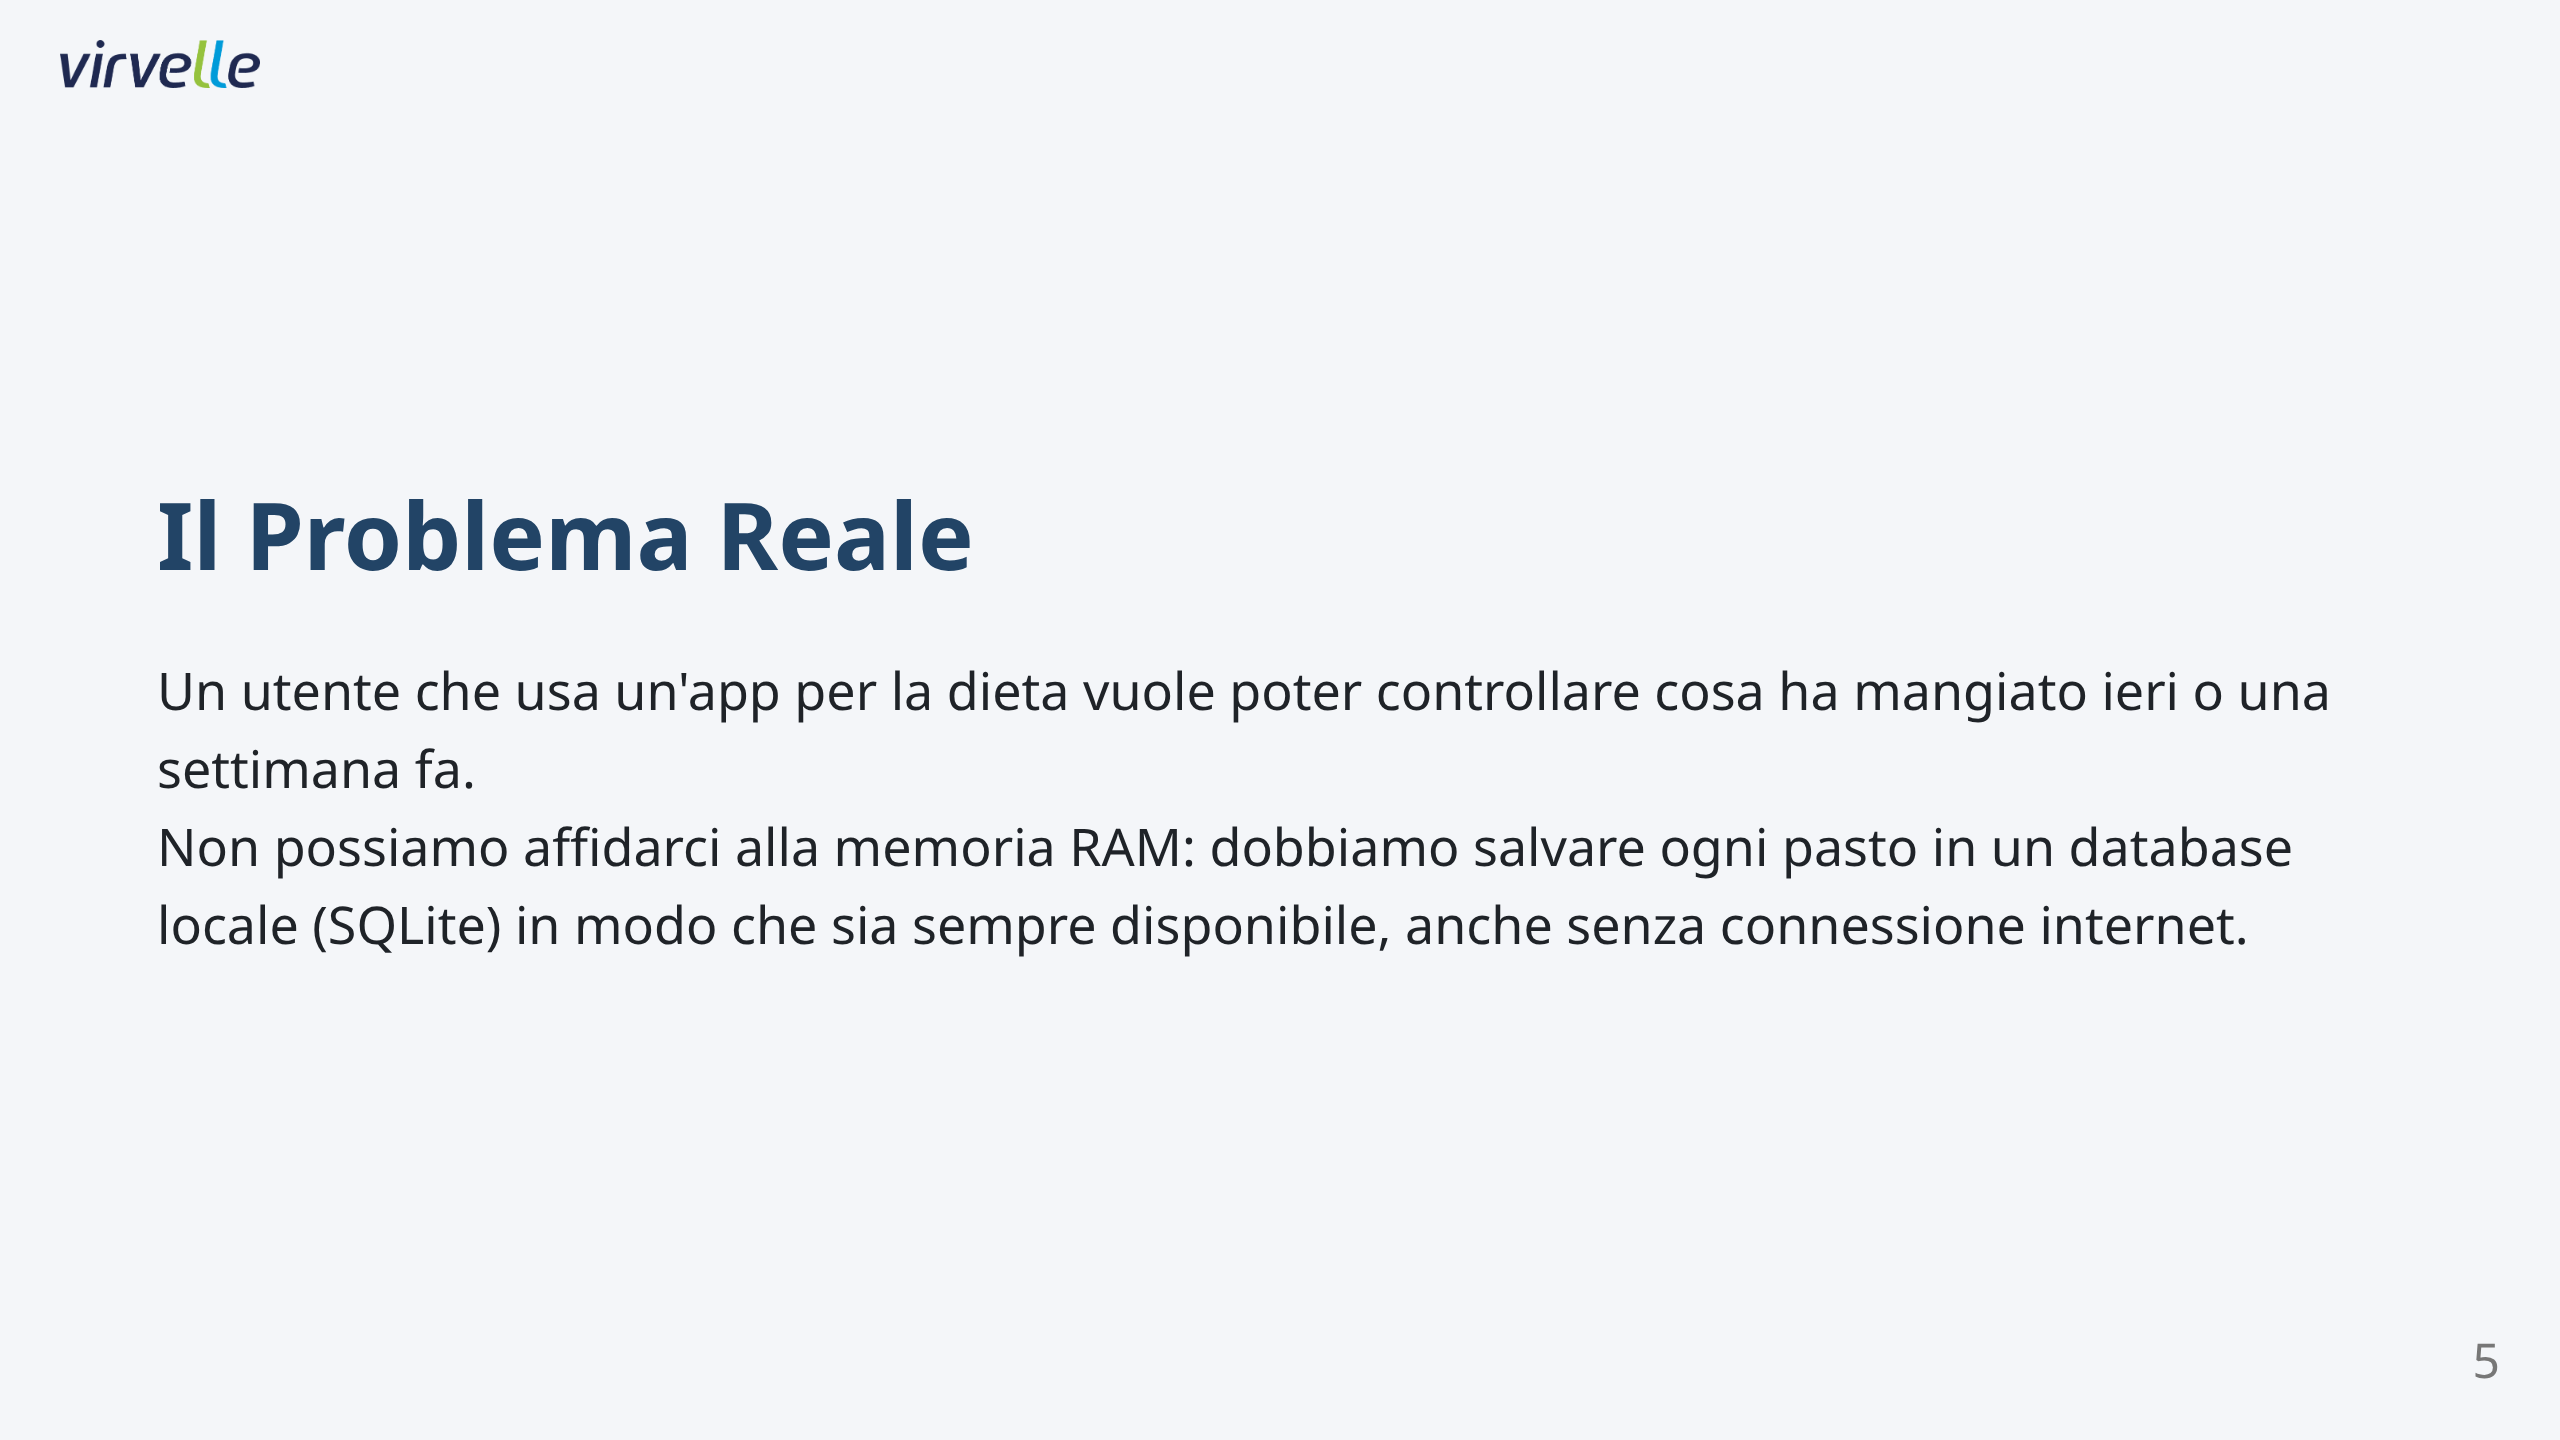 virvelle
Il Problema Reale
Un utente che usa un'app per la dieta vuole poter controllare cosa ha mangiato ieri o una
settimana fa.
Non possiamo affidarci alla memoria RAM: dobbiamo salvare ogni pasto in un database
locale (SQLite) in modo che sia sempre disponibile, anche senza connessione internet.
5